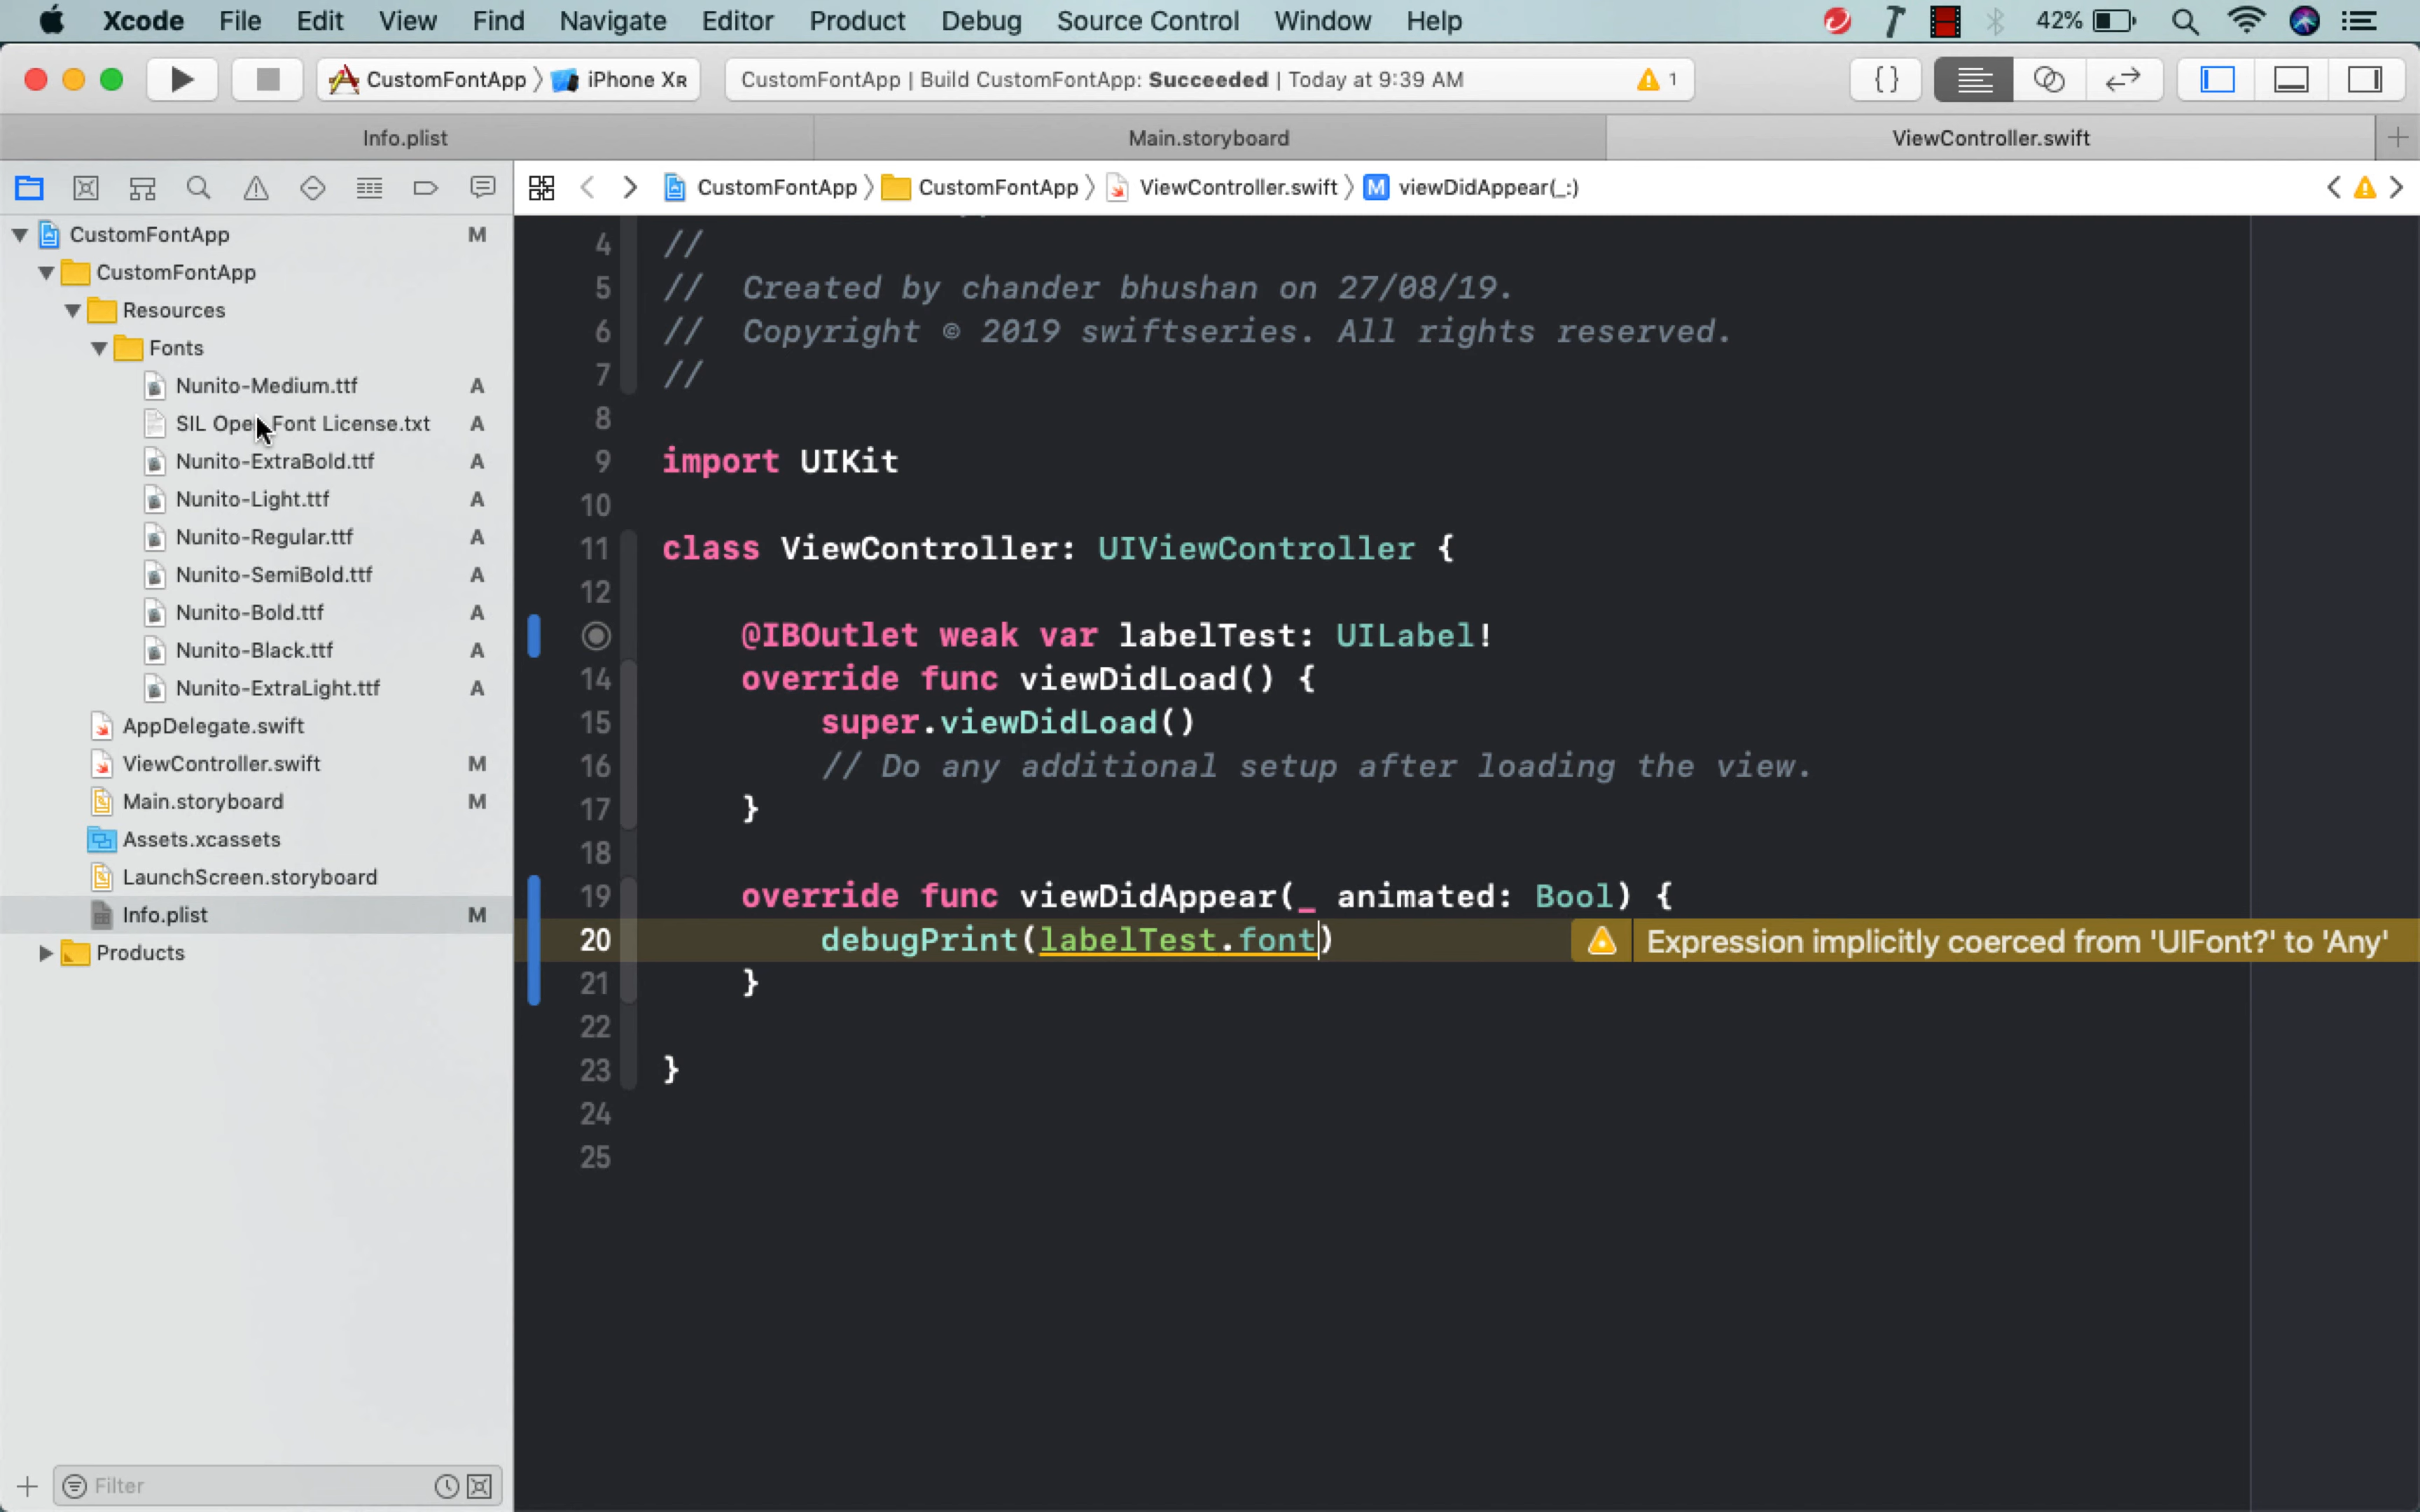 Xcode File Edit View Find Navigate Editor Product Debug Source Control Window Help 42%
CustomFontApp iPhone XR CustomFontApp | Build CustomFontApp: Succeeded | Today at 9:39 AM 1 {}
Info.plist Main.storyboard ViewController.swift
CustomFontApp CustomFontApp ViewController.swift M viewDidAppear(_:)
CustomFontApp M
CustomFontApp
Resources
Fonts
Nunito-Medium.ttf A
SIL Open Font License.txt A
Nunito-ExtraBold.ttf A
Nunito-Light.ttf A
Nunito-Regular.ttf A
Nunito-SemiBold.ttf A
Nunito-Bold.ttf A
Nunito-Black.ttf A
Nunito-ExtraLight.ttf A
AppDelegate.swift
ViewController.swift M
Main.storyboard M
Assets.xcassets
LaunchScreen.storyboard
Info.plist M
Products
Filter
4 //
5 //  Created by chander bhushan on 27/08/19.
6 //  Copyright © 2019 swiftseries. All rights reserved.
7 //
8
9 import UIKit
10
11 class ViewController: UIViewController {
12
@IBOutlet weak var labelTest: UILabel!
14 override func viewDidLoad() {
15 super.viewDidLoad()
16 // Do any additional setup after loading the view.
17 }
18
19 override func viewDidAppear(_ animated: Bool) {
20 debugPrint(labelTest.font) Expression implicitly coerced from 'UIFont?' to 'Any'
21 }
22
23 }
24
25